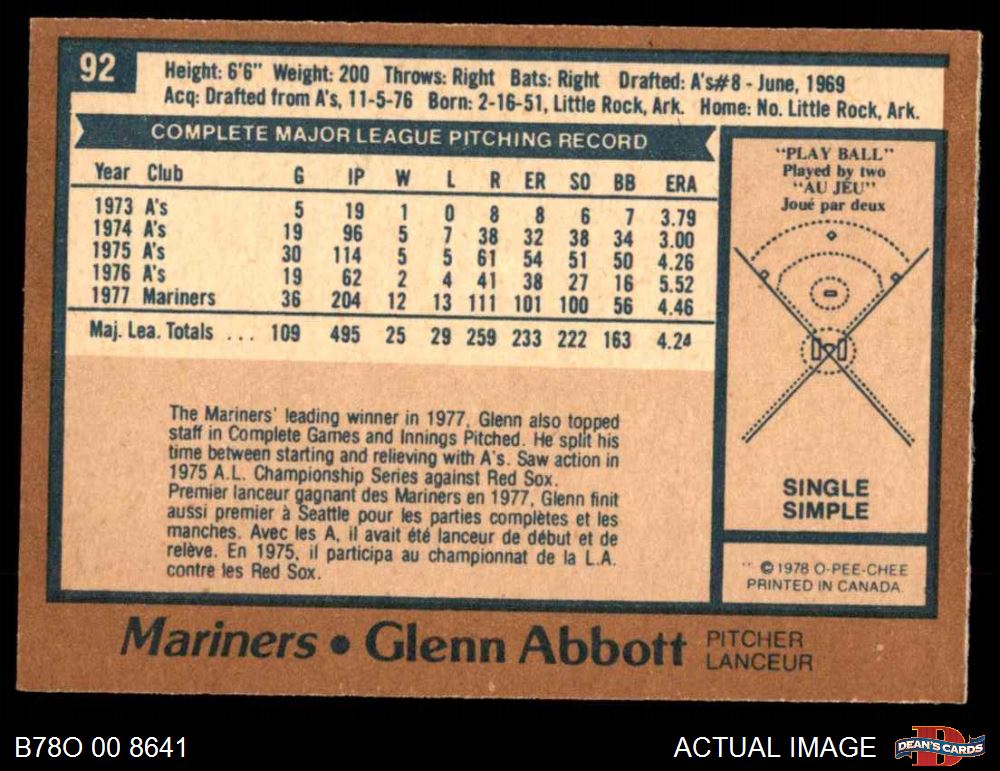 92
Height: 6'6" Weight: 200 Throws: Right Bats: Right Drafted: A's#8 - June, 1969
Acq: Drafted from A's, 11-5-76 Born: 2-16-51, Little Rock, Ark. Home: No. Little Rock, Ark.
COMPLETE MAJOR LEAGUE PITCHING RECORD
Year Club G IP W L R ER SO BB ERA
1973 A's 5 19 1 0 8 8 6 7 3.79
1974 A's 19 96 5 7 38 32 38 34 3.00
1975 A's 30 114 5 5 61 54 51 50 4.26
1976 A's 19 62 2 4 41 38 27 16 5.52
1977 Mariners 36 204 12 13 111 101 100 56 4.46
Maj. Lea. Totals ... 109 495 25 29 259 233 222 163 4.24
The Mariners' leading winner in 1977, Glenn also topped
staff in Complete Games and Innings Pitched. He split his
time between starting and relieving with A's. Saw action in
1975 A.L. Championship Series against Red Sox.
Premier lanceur gagnant des Mariners en 1977, Glenn finit
aussi premier à Seattle pour les parties complètes et les
manches. Avec les A, il avait été lanceur de début et de
relève. En 1975, il participa au championnat de la L.A.
contre les Red Sox.
"PLAY BALL"
Played by two
"AU JEU"
Joué par deux
SINGLE
SIMPLE
©1978 O-PEE-CHEE
PRINTED IN CANADA
Mariners • Glenn Abbott PITCHER
LANCEUR
B78O 00 8641
ACTUAL IMAGE
DEAN'S CARDS